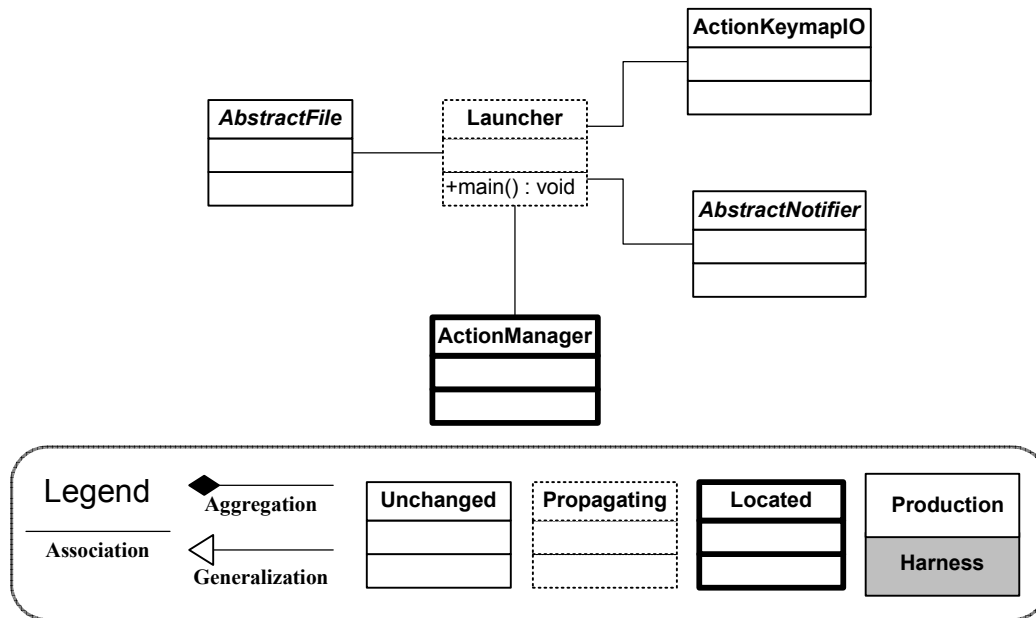 ActionKeymapIO
AbstractFile
Launcher
+main() : void
AbstractNotifier
ActionManager
Legend
Association
Aggregation
Generalization
Unchanged
Propagating
Located
Production
Harness